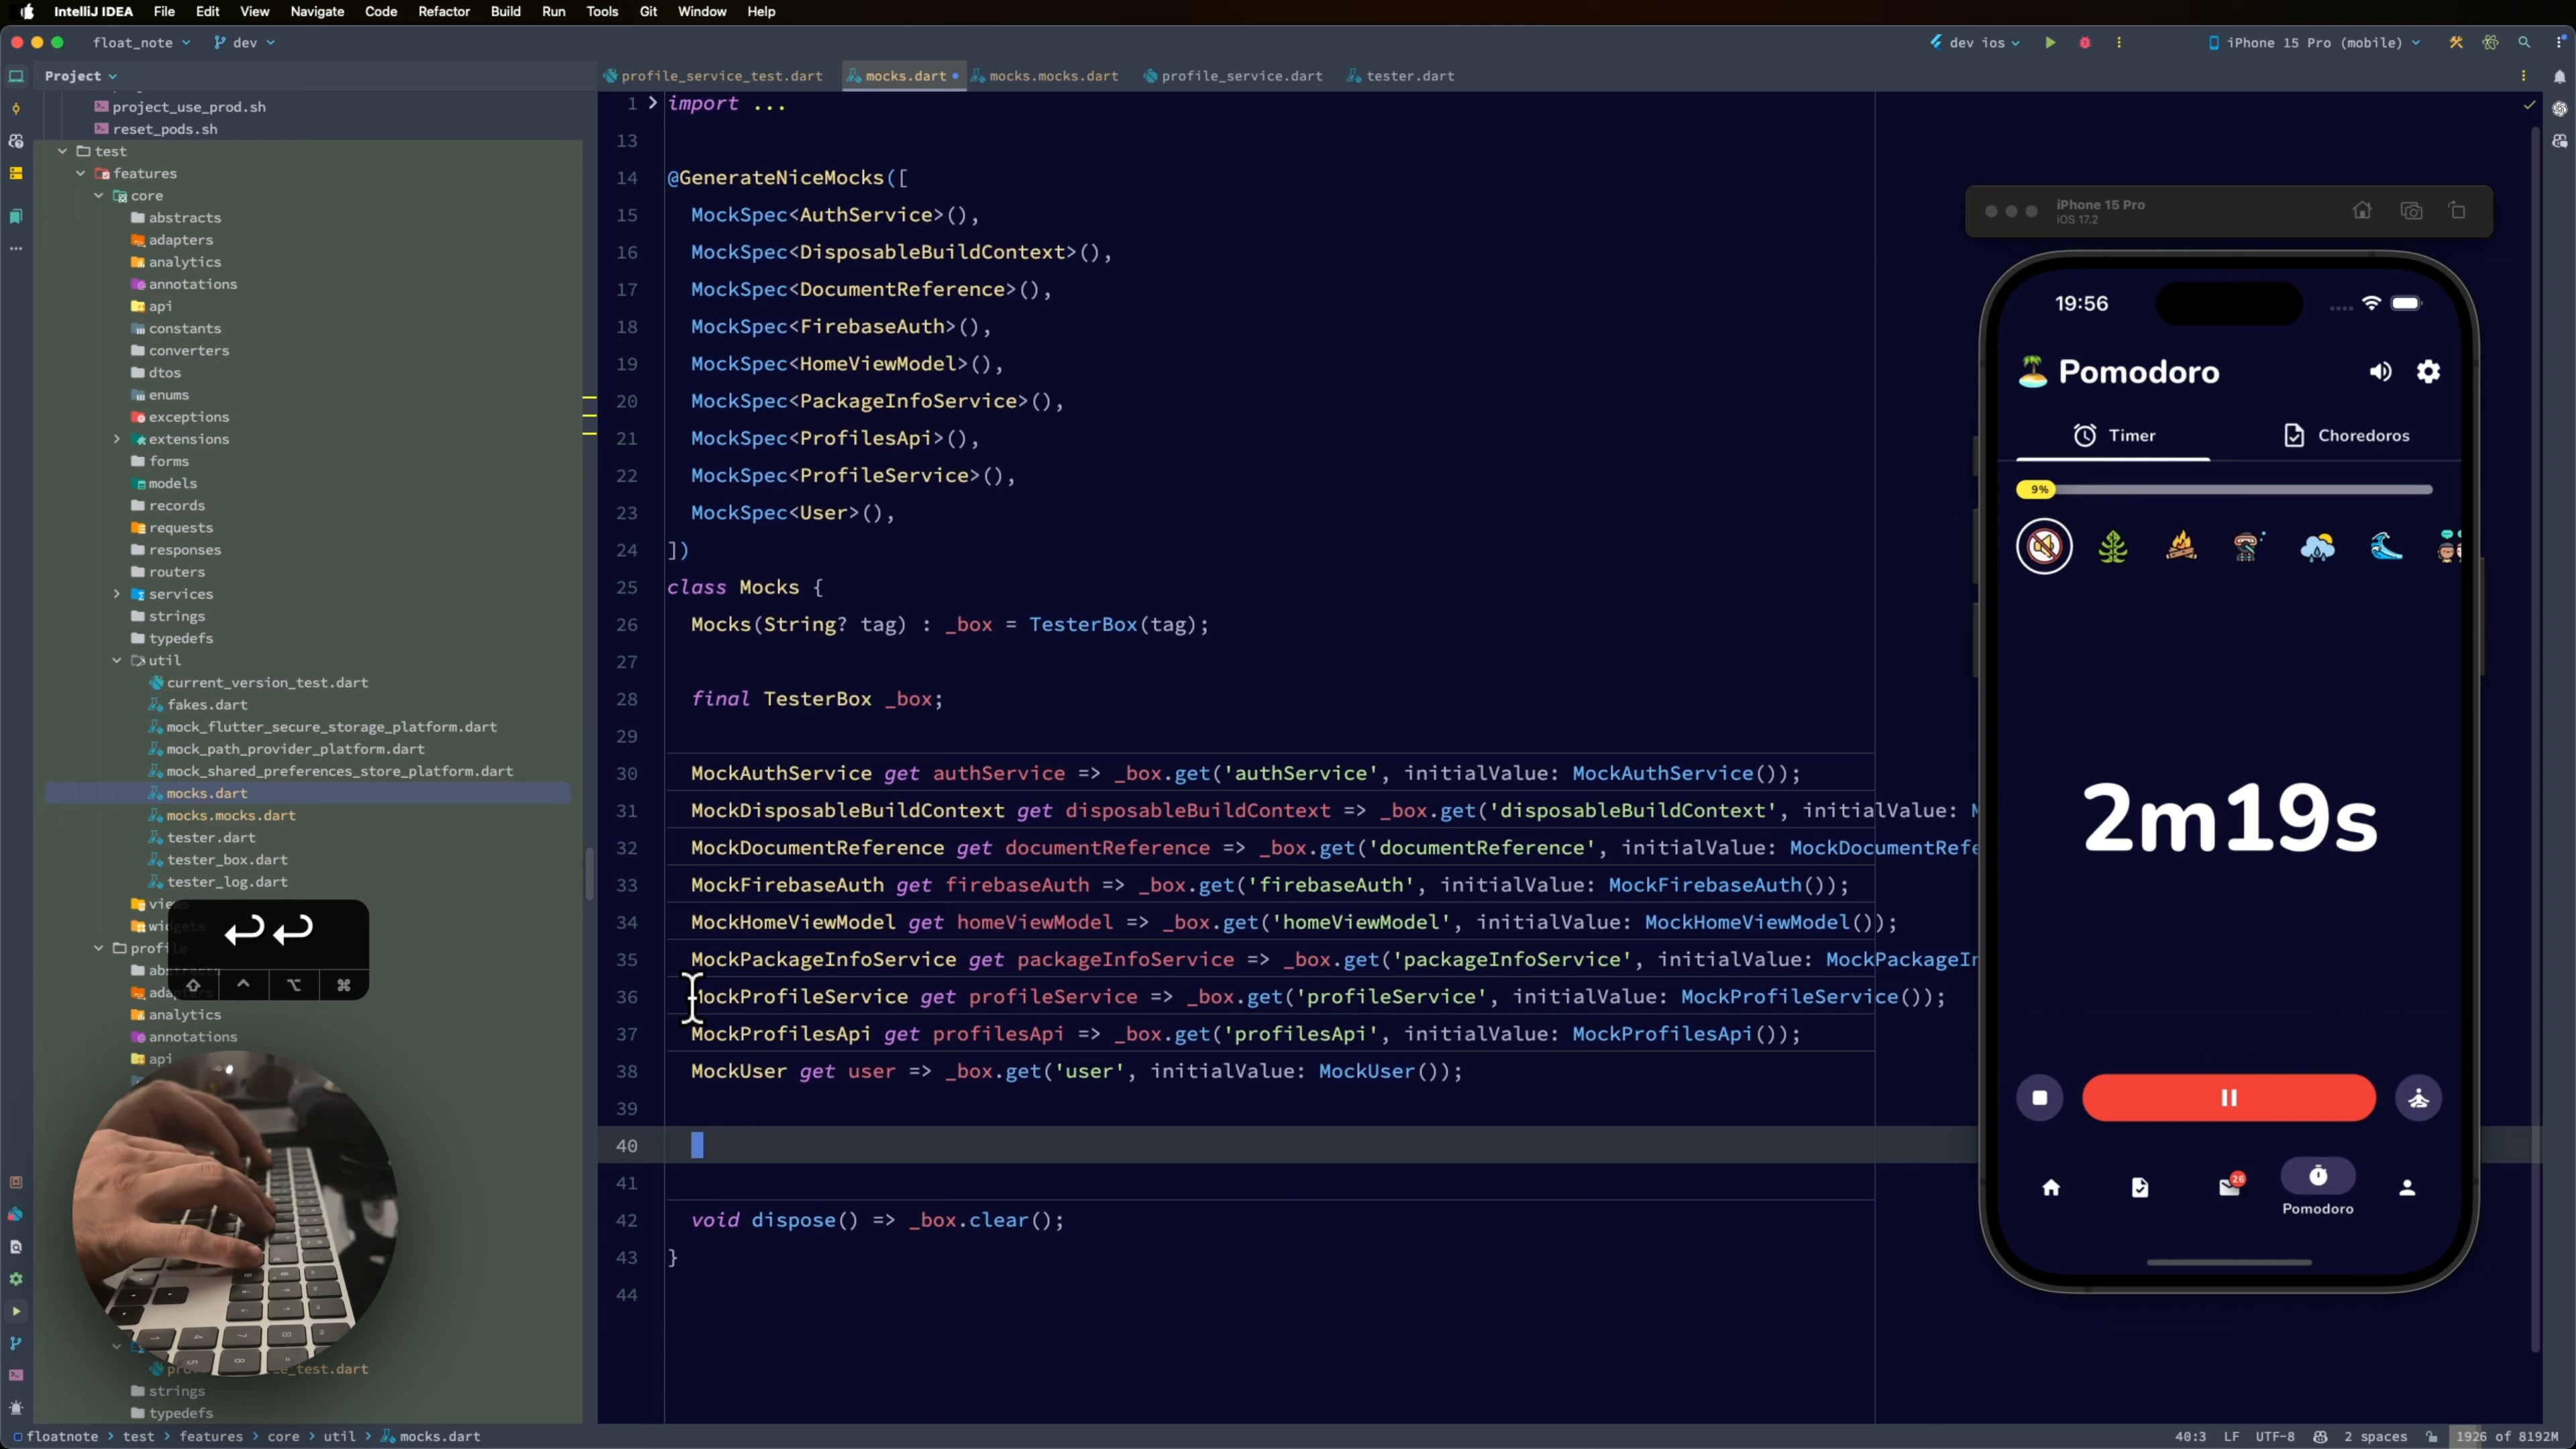 IntelliJ IDEA File Edit View Navigate Code Refactor Build Run Tools Git Window Help
float_note dev dev ios iPhone 15 Pro (mobile)
Project
profile_service_test.dart mocks.dart mocks.mocks.dart profile_service.dart tester.dart
project_use_prod.sh
reset_pods.sh
test
features
core
abstracts
adapters
analytics
annotations
api
constants
converters
dtos
enums
exceptions
extensions
forms
models
records
requests
responses
routers
services
strings
typedefs
util
current_version_test.dart
fakes.dart
mock_flutter_secure_storage_platform.dart
mock_path_provider_platform.dart
mock_shared_preferences_store_platform.dart
mocks.dart
mocks.mocks.dart
tester.dart
tester_box.dart
tester_log.dart
analytics
annotations
api
strings
typedefs
1 import ...
13
14 @GenerateNiceMocks([
15 MockSpec<AuthService>(),
16 MockSpec<DisposableBuildContext>(),
17 MockSpec<DocumentReference>(),
18 MockSpec<FirebaseAuth>(),
19 MockSpec<HomeViewModel>(),
20 MockSpec<PackageInfoService>(),
21 MockSpec<ProfilesApi>(),
22 MockSpec<ProfileService>(),
23 MockSpec<User>(),
24 ])
25 class Mocks {
26 Mocks(String? tag) : _box = TesterBox(tag);
27
28 final TesterBox _box;
29
30 MockAuthService get authService => _box.get('authService', initialValue: MockAuthService());
31 MockDisposableBuildContext get disposableBuildContext => _box.get('disposableBuildContext', initialValue: M
32 MockDocumentReference get documentReference => _box.get('documentReference', initialValue: MockDocumentRefe
33 MockFirebaseAuth get firebaseAuth => _box.get('firebaseAuth', initialValue: MockFirebaseAuth());
34 MockHomeViewModel get homeViewModel => _box.get('homeViewModel', initialValue: MockHomeViewModel());
35 MockPackageInfoService get packageInfoService => _box.get('packageInfoService', initialValue: MockPackageIn
36 MockProfileService get profileService => _box.get('profileService', initialValue: MockProfileService());
37 MockProfilesApi get profilesApi => _box.get('profilesApi', initialValue: MockProfilesApi());
38 MockUser get user => _box.get('user', initialValue: MockUser());
39
40
41
42 void dispose() => _box.clear();
43 }
44
iPhone 15 Pro
iOS 17.2
19:56
Pomodoro
Timer Choredoros
9%
2m19s
26
Pomodoro
floatnote > test > features > core > util > mocks.dart
40:3 LF UTF-8 2 spaces 1926 of 8192M